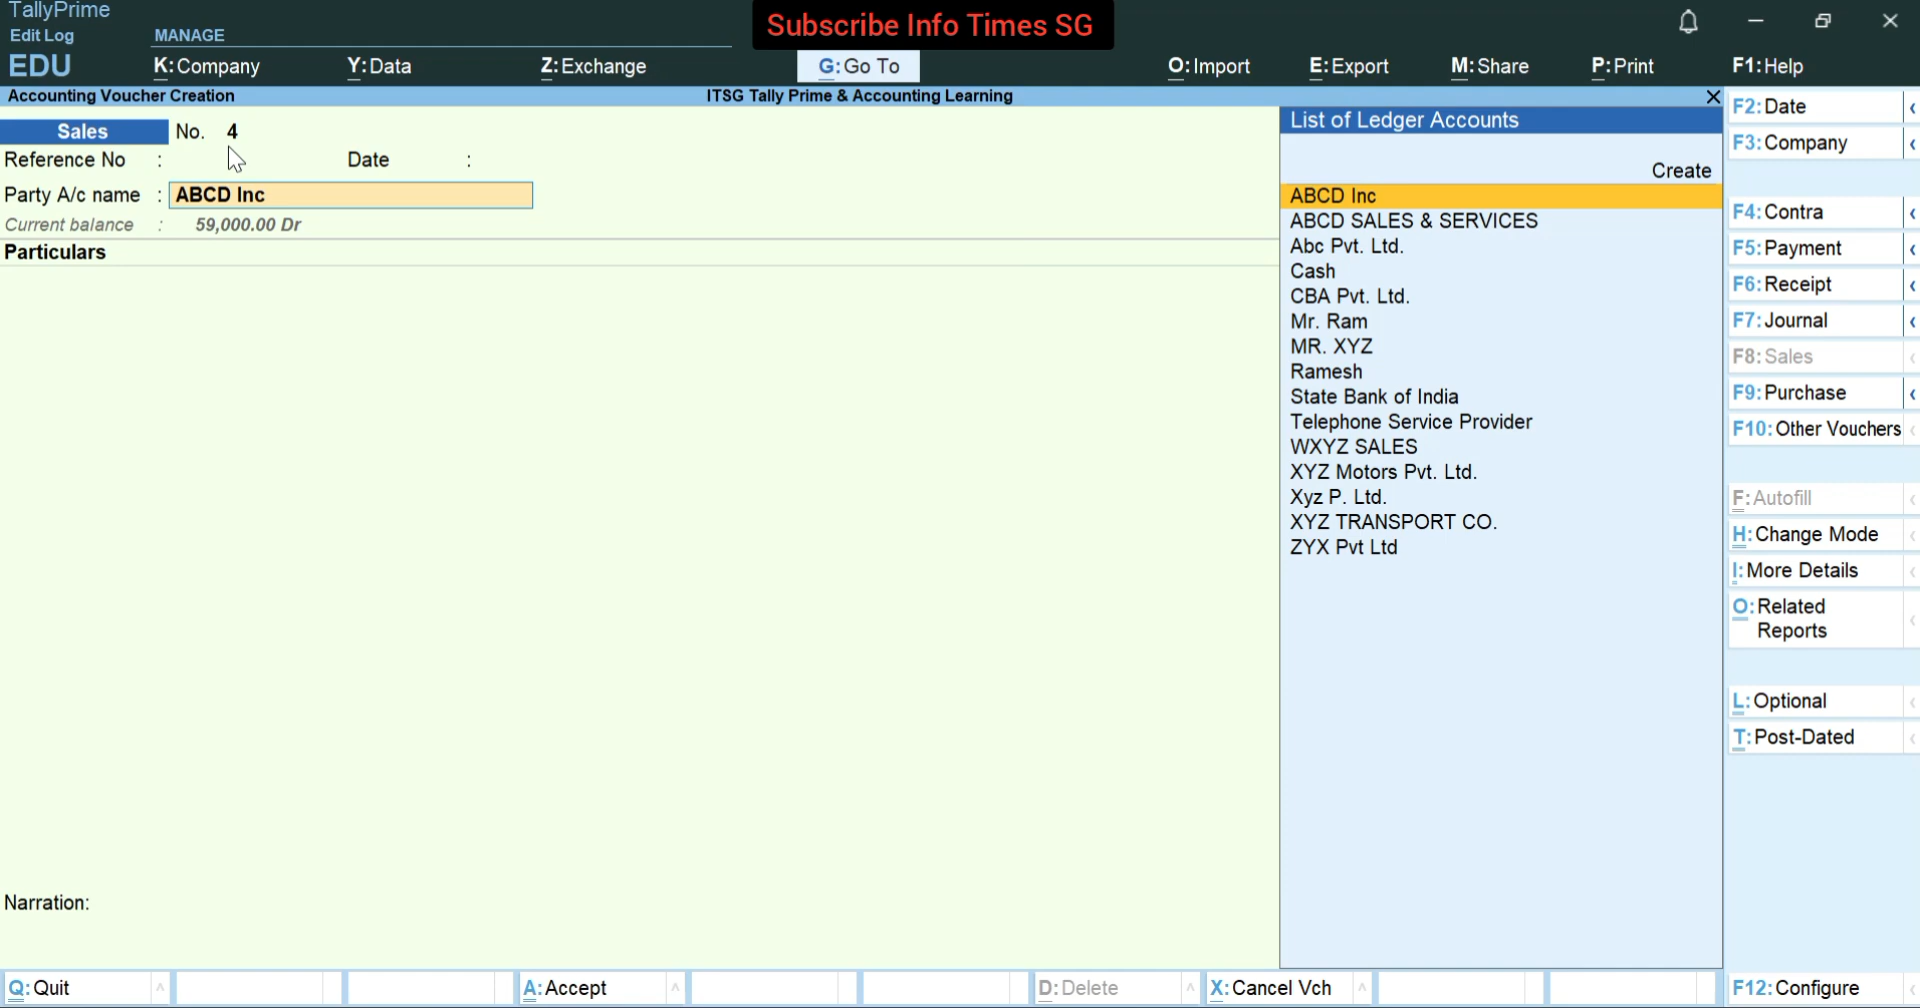 TallyPrime
Edit Log
EDU
MANAGE
Subscribe Info Times SG
K:Company
Y:Data
Z:Exchange
G:Go To
O:Import
E:Export
M:Share
P:Print
F1:Help
Accounting Voucher Creation
ITSG Tally Prime & Accounting Learning
Sales No. 4
Reference No : Date :
Party A/c name : ABCD Inc
Current balance : 59,000.00 Dr
Particulars
Narration:
List of Ledger Accounts
Create
ABCD Inc
ABCD SALES & SERVICES
Abc Pvt. Ltd.
Cash
CBA Pvt. Ltd.
Mr. Ram
MR. XYZ
Ramesh
State Bank of India
Telephone Service Provider
WXYZ SALES
XYZ Motors Pvt. Ltd.
Xyz P. Ltd.
XYZ TRANSPORT CO.
ZYX Pvt Ltd
F2:Date
F3:Company
F4:Contra
F5:Payment
F6:Receipt
F7:Journal
F8:Sales
F9:Purchase
F10:Other Vouchers
F:Autofill
H:Change Mode
I:More Details
O:Related
Reports
L:Optional
T:Post-Dated
Q:Quit
A:Accept
D:Delete
X:Cancel Vch
F12:Configure